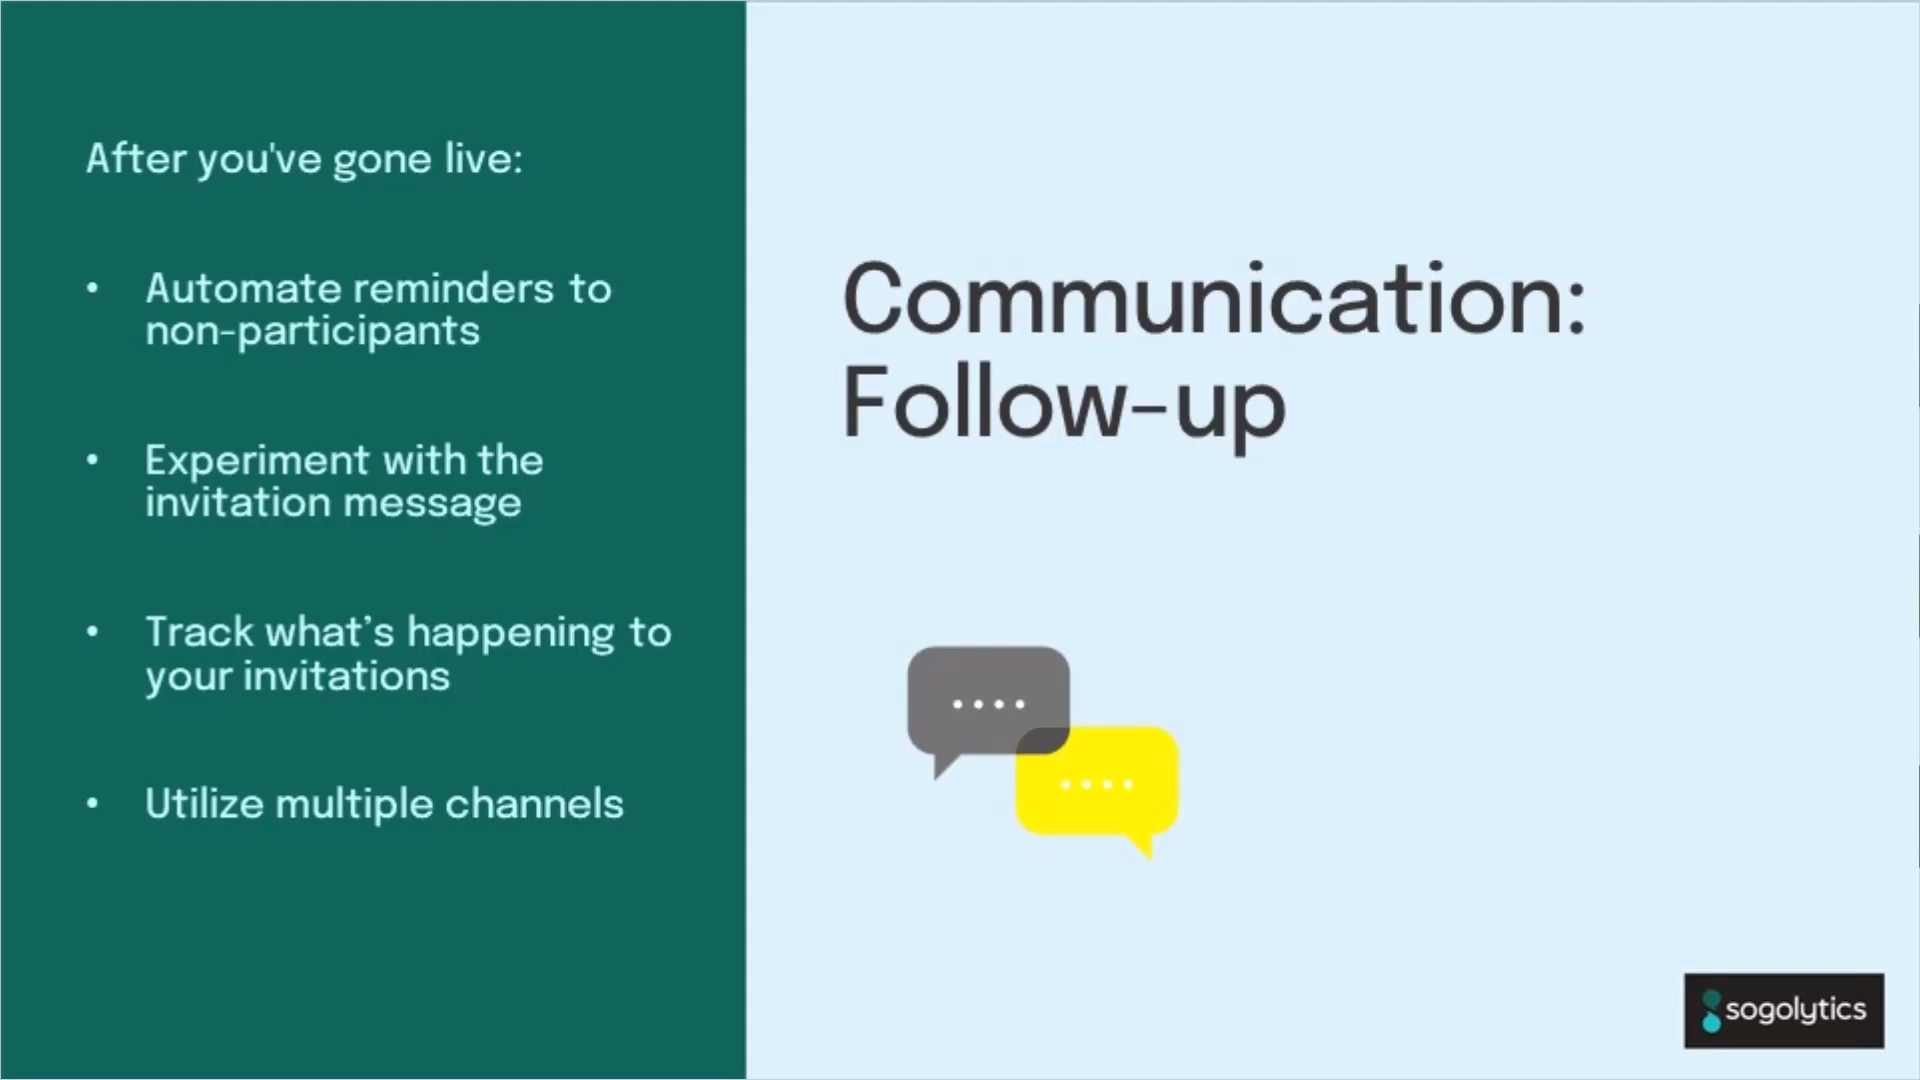 After you've gone live:
• Automate reminders to
non-participants
• Experiment with the
invitation message
• Track what’s happening to
your invitations
• Utilize multiple channels
Communication:
Follow-up
sogolytics